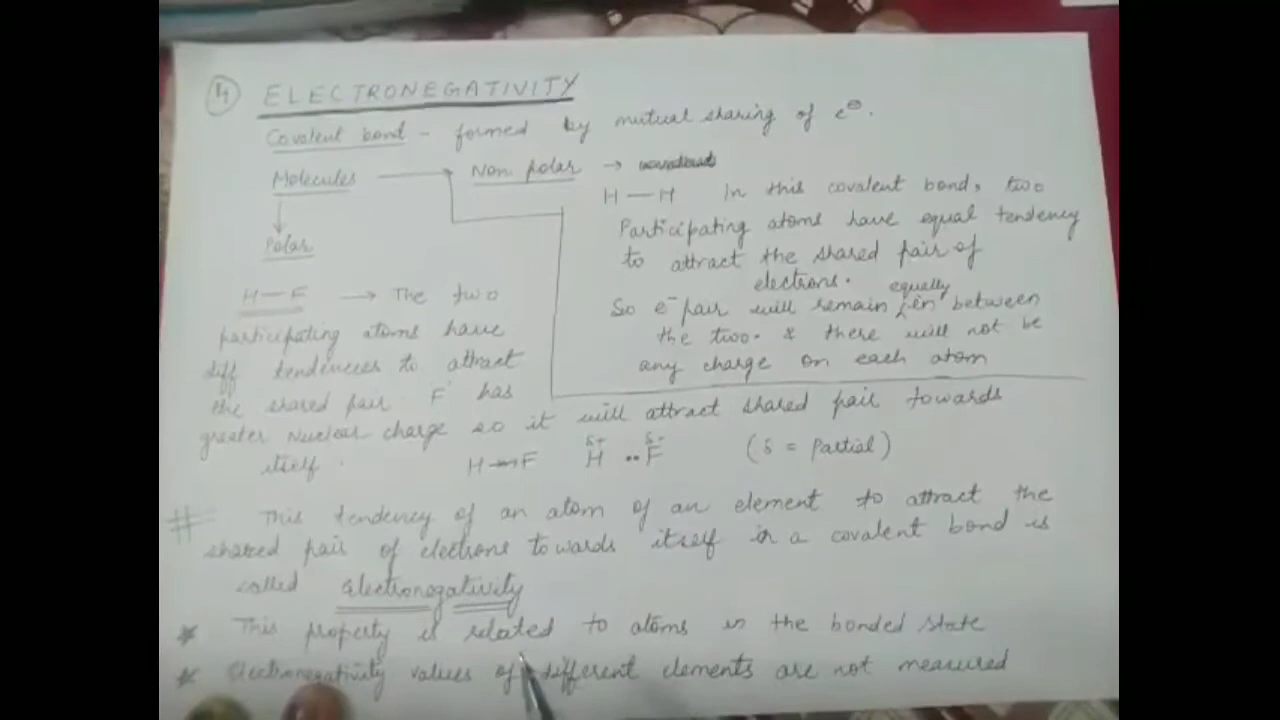 4 ELECTRONEGATIVITY
Covalent bond - formed by mutual sharing of e⊖.
Molecules → Non polar →
H — H In this covalent bond, two
Participating atoms have equal tendency
to attract the shared pair of
electrons.
So e⁻ pair will remain equally in between
the two. & there will not be
any charge on each atom
Polar
H — F → The two
participating atoms have
diff tendencies to attract
the shared pair F has
greater Nuclear charge so it will attract shared pair towards
itself.
H F δ+ H •• δ- F (δ = Partial)
# This tendency of an atom of an element to attract the
shared pair of electrons towards itself in a covalent bond is
called electronegativity
* This property is related to atoms in the bonded state
* Electronegativity values of different elements are not measured